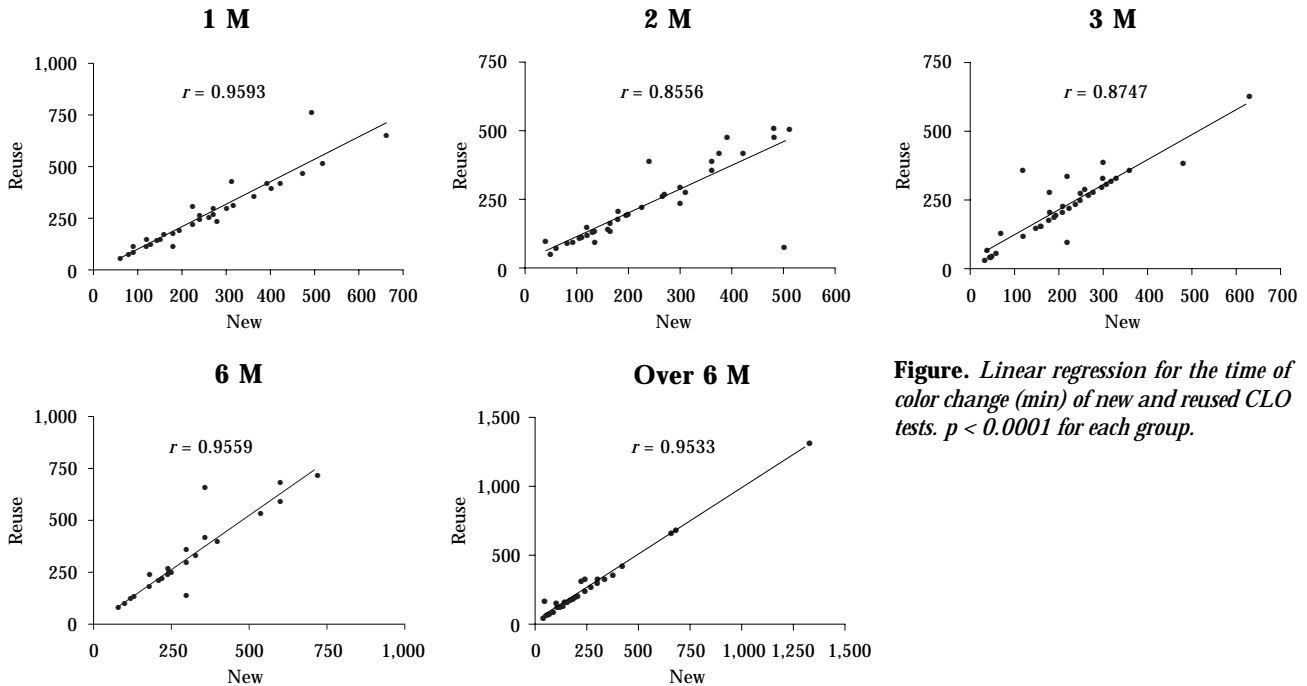 1 M
1,000
750
500
250
0
Reuse
r = 0.9593
0 100 200 300 400 500 600 700
New
2 M
750
500
250
0
Reuse
r = 0.8556
0 100 200 300 400 500 600
New
3 M
750
500
250
0
Reuse
r = 0.8747
0 100 200 300 400 500 600 700
New
6 M
1,000
750
500
250
0
Reuse
r = 0.9559
0 250 500 750 1,000
New
Over 6 M
1,500
1,000
500
0
Reuse
r = 0.9533
0 250 500 750 1,000 1,250 1,500
New
Figure. Linear regression for the time of
color change (min) of new and reused CLO
tests. p < 0.0001 for each group.